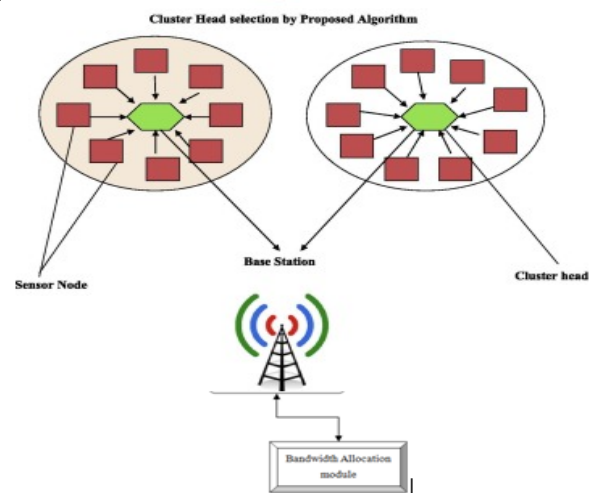 Cluster Head selection by Proposed Algorithm
Base Station
Sensor Node
Cluster head
Bandwidth Allocation
module